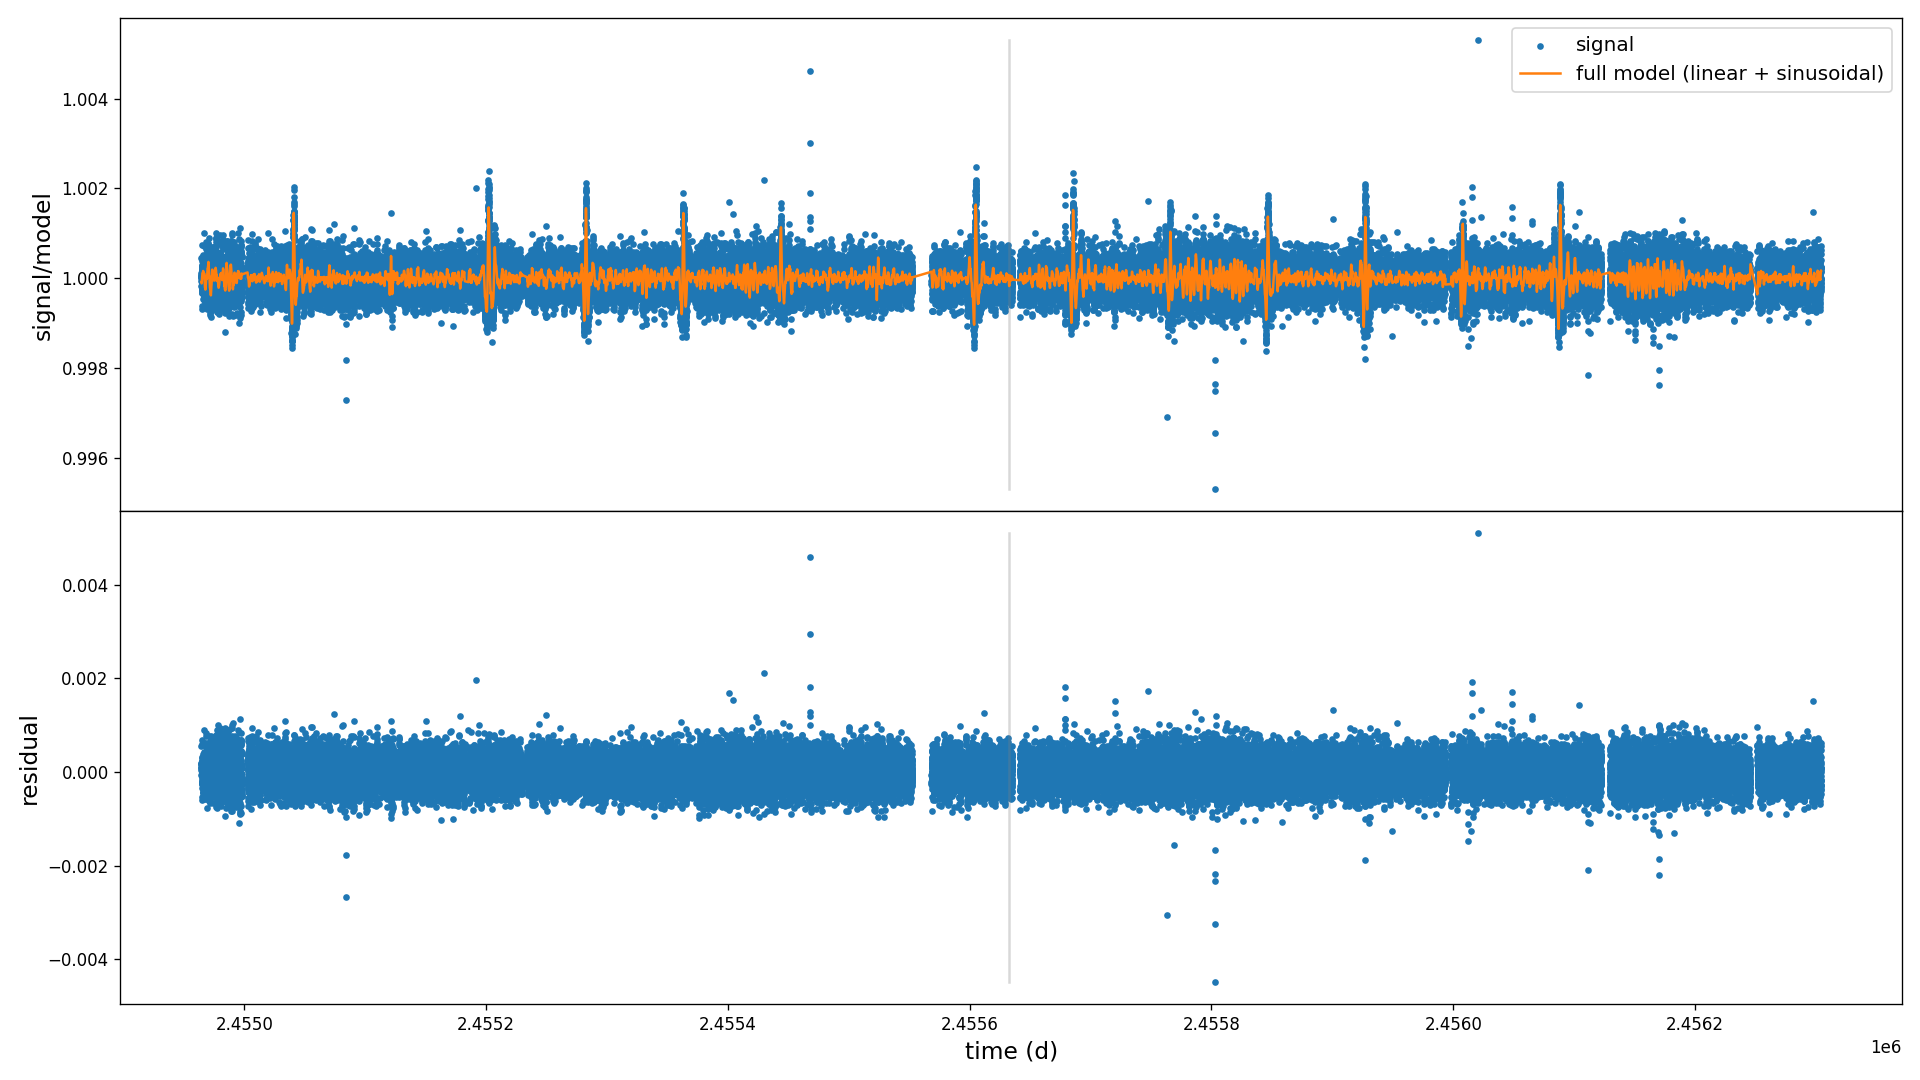 signal
full model (linear + sinusoidal)
1.004
1.002
1.000
0.998
0.996
signal/model
0.004
0.002
0.000
−0.002
−0.004
residual
2.4550 2.4552 2.4554 2.4556 2.4558 2.4560 2.4562
1e6
time (d)